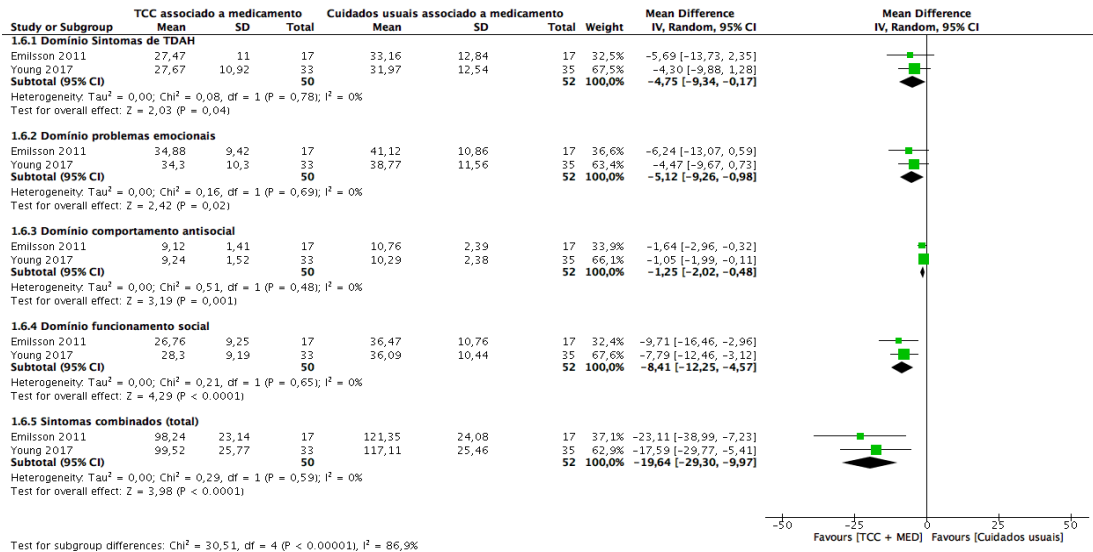 TCC associado a medicamento Cuidados usuais associado a medicamento Mean Difference Mean Difference
Study or Subgroup Mean SD Total Mean SD Total Weight IV, Random, 95% CI IV, Random, 95% CI
1.6.1 Domínio Sintomas de TDAH
Emilsson 2011 27,47 11 17 33,16 12,84 17 32,5% -5,69 [-13,73, 2,35]
Young 2017 27,67 10,92 33 31,97 12,54 35 67,5% -4,30 [-9,88, 1,28]
Subtotal (95% CI) 50 52 100,0% -4,75 [-9,34, -0,17]
Heterogeneity: Tau² = 0,00; Chi² = 0,08, df = 1 (P = 0,78); I² = 0%
Test for overall effect: Z = 2,03 (P = 0,04)
1.6.2 Domínio problemas emocionais
Emilsson 2011 34,88 9,42 17 41,12 10,86 17 36,6% -6,24 [-13,07, 0,59]
Young 2017 34,3 10,3 33 38,77 11,56 35 63,4% -4,47 [-9,67, 0,73]
Subtotal (95% CI) 50 52 100,0% -5,12 [-9,26, -0,98]
Heterogeneity: Tau² = 0,00; Chi² = 0,16, df = 1 (P = 0,69); I² = 0%
Test for overall effect: Z = 2,42 (P = 0,02)
1.6.3 Domínio comportamento antisocial
Emilsson 2011 9,12 1,41 17 10,76 2,39 17 33,9% -1,64 [-2,96, -0,32]
Young 2017 9,24 1,52 33 10,29 2,38 35 66,1% -1,05 [-1,99, -0,11]
Subtotal (95% CI) 50 52 100,0% -1,25 [-2,02, -0,48]
Heterogeneity: Tau² = 0,00; Chi² = 0,51, df = 1 (P = 0,48); I² = 0%
Test for overall effect: Z = 3,19 (P = 0,001)
1.6.4 Domínio funcionamento social
Emilsson 2011 26,76 9,25 17 36,47 10,76 17 32,4% -9,71 [-16,46, -2,96]
Young 2017 28,3 9,19 33 36,09 10,44 35 67,6% -7,79 [-12,46, -3,12]
Subtotal (95% CI) 50 52 100,0% -8,41 [-12,25, -4,57]
Heterogeneity: Tau² = 0,00; Chi² = 0,21, df = 1 (P = 0,65); I² = 0%
Test for overall effect: Z = 4,29 (P < 0.0001)
1.6.5 Sintomas combinados (total)
Emilsson 2011 98,24 23,14 17 121,35 24,08 17 37,1% -23,11 [-38,99, -7,23]
Young 2017 99,52 25,77 33 117,11 25,46 35 62,9% -17,59 [-29,77, -5,41]
Subtotal (95% CI) 50 52 100,0% -19,64 [-29,30, -9,97]
Heterogeneity: Tau² = 0,00; Chi² = 0,29, df = 1 (P = 0,59); I² = 0%
Test for overall effect: Z = 3,98 (P < 0.0001)
-50 -25 0 25 50
Favours [TCC + MED] Favours [Cuidados usuais]
Test for subgroup differences: Chi² = 30,51, df = 4 (P < 0.00001), I² = 86,9%